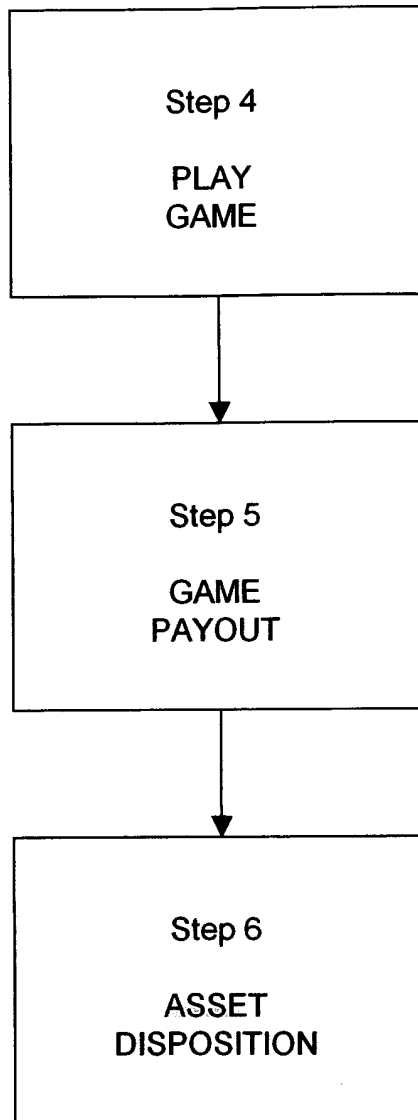 Step 4
PLAY
GAME
Step 5
GAME
PAYOUT
Step 6
ASSET
DISPOSITION